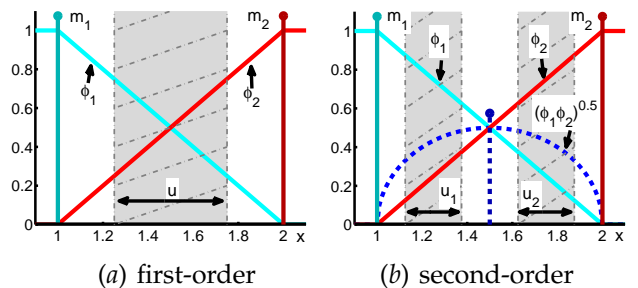 m₁ m₂
1
0.8
0.6
0.4
0.2
0
ϕ₁
ϕ₂
u
1 1.2 1.4 1.6 1.8 2 x
(a) first-order
m₁ m₂
1
0.8
0.6
0.4
0.2
0
ϕ₁
ϕ₂
(ϕ₁ϕ₂)^0.5
u₁
u₂
1 1.2 1.4 1.6 1.8 2 x
(b) second-order